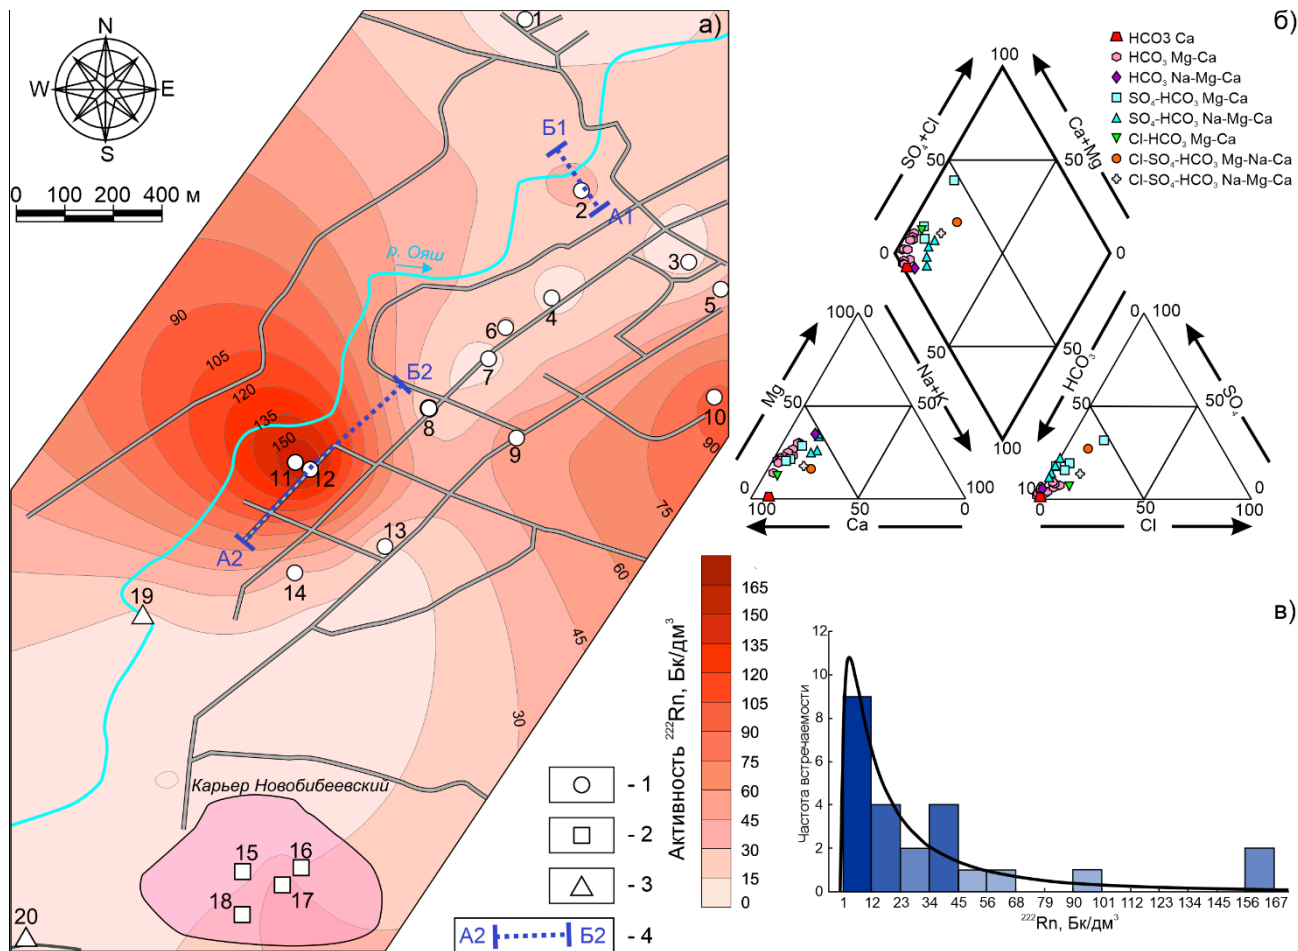 а)
N
W
E
S
0 100 200 400 м
1
Б1
2
А1
3
р. Ояш
4
5
6
7
90
105
120
135
150
Б2
8
9
10
90
11
12
75
А2
13
14
60
19
45
30
Карьер Новобибеевский
15
16
17
18
20
- 1
- 2
- 3
А2 Б2 - 4
Активность ²²²Rn, Бк/дм³
165
150
135
120
105
90
75
60
45
30
15
0
б)
HCO3 Ca
HCO₃ Mg-Ca
HCO₃ Na-Mg-Ca
SO₄-HCO₃ Mg-Ca
SO₄-HCO₃ Na-Mg-Ca
Cl-HCO₃ Mg-Ca
Cl-SO₄-HCO₃ Mg-Na-Ca
Cl-SO₄-HCO₃ Na-Mg-Ca
100
SO₄+Cl
Ca+Mg
50
50
0
0
50
50
100
Mg
Na+K
100 0
50
50
0
100
100
50
0
Ca
HCO₃
SO₄
0 100
50
50
100
0
0
50
100
Cl
в)
Частота встречаемости
12
10
8
6
4
2
0
1 12 23 34 45 56 68 79 90 101 112 123 134 145 156 167
²²²Rn, Бк/дм³